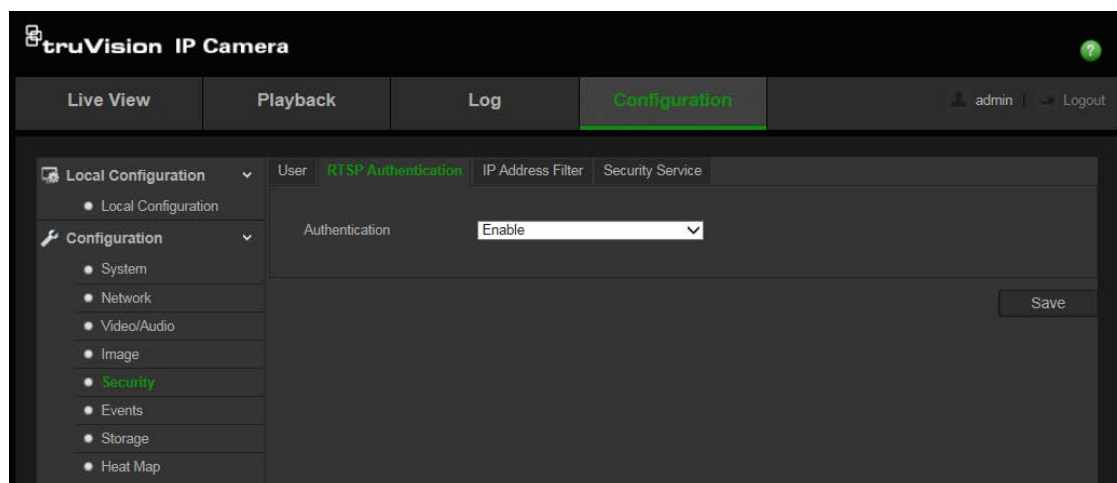 truVision IP Camera
?
Live View Playback Log Configuration admin Logout
Local Configuration
Local Configuration
Configuration
System
Network
Video/Audio
Image
Security
Events
Storage
Heat Map
User RTSP Authentication IP Address Filter Security Service
Authentication Enable
Save